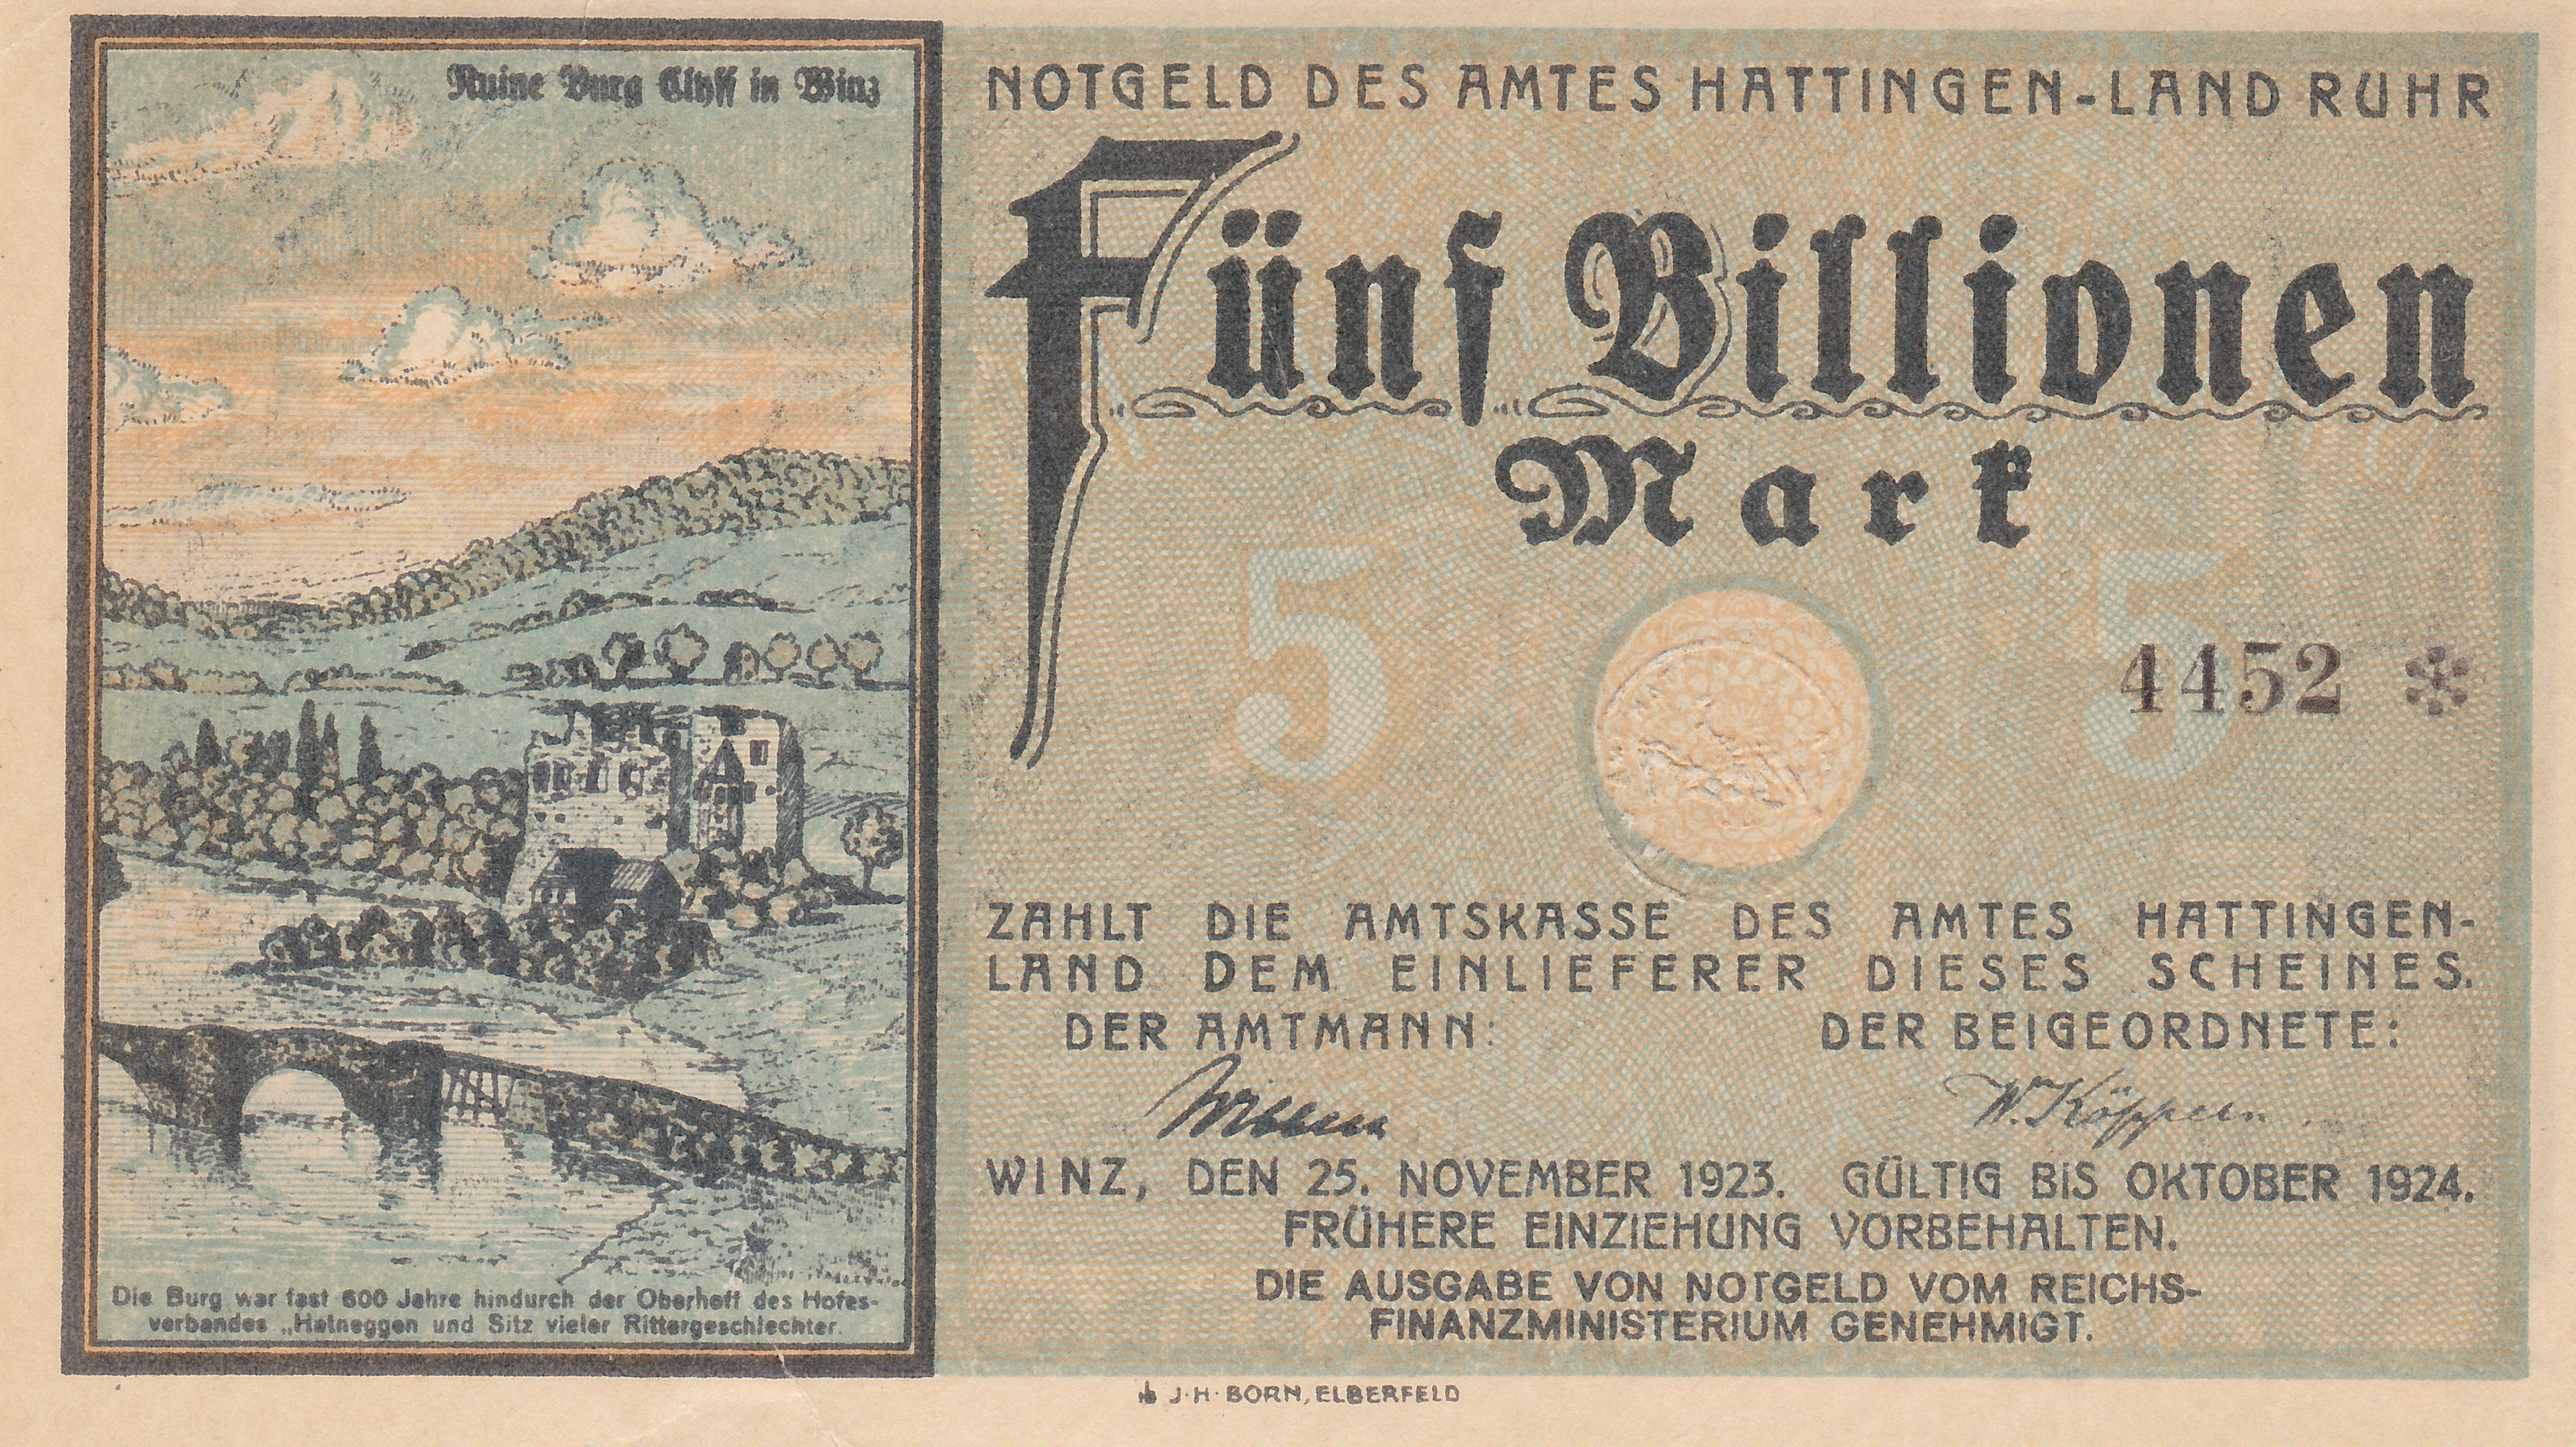 Ruine Burg Clyff in Winz
Die Burg war fast 600 Jahre hindurch der Oberhoff des Hofes-
verbandes „Hatneggen und Sitz vieler Rittergeschlechter.
NOTGELD DES AMTES HATTINGEN-LAND RUHR
Fünf Billionen
Mark
5 5
4452 *
ZAHLT DIE AMTSKASSE DES AMTES HATTINGEN-
LAND DEM EINLIEFERER DIESES SCHEINES.
DER AMTMANN: DER BEIGEORDNETE:
W. Köppern.
WINZ, DEN 25. NOVEMBER 1923. GÜLTIG BIS OKTOBER 1924.
FRÜHERE EINZIEHUNG VORBEHALTEN.
DIE AUSGABE VON NOTGELD VOM REICHS-
FINANZMINISTERIUM GENEHMIGT.
J·H·BORN, ELBERFELD